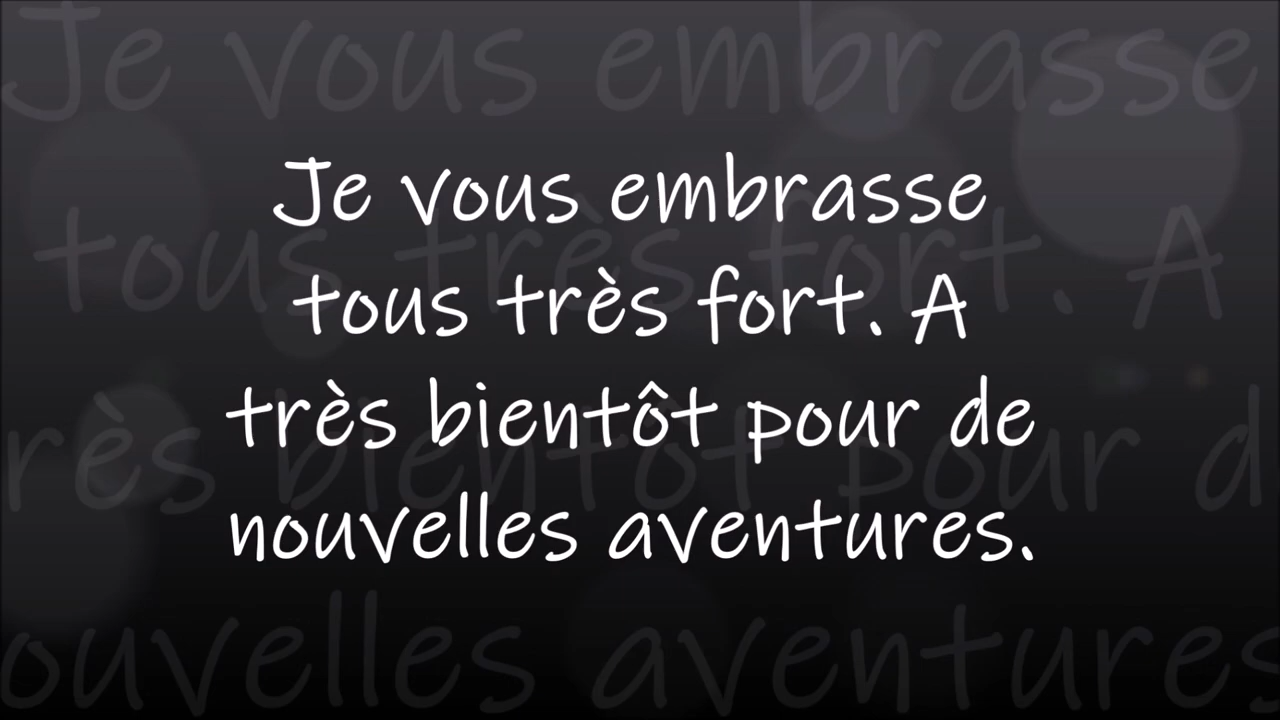 Je vous embrasse
tous très fort. A
très bientôt pour de
nouvelles aventures.